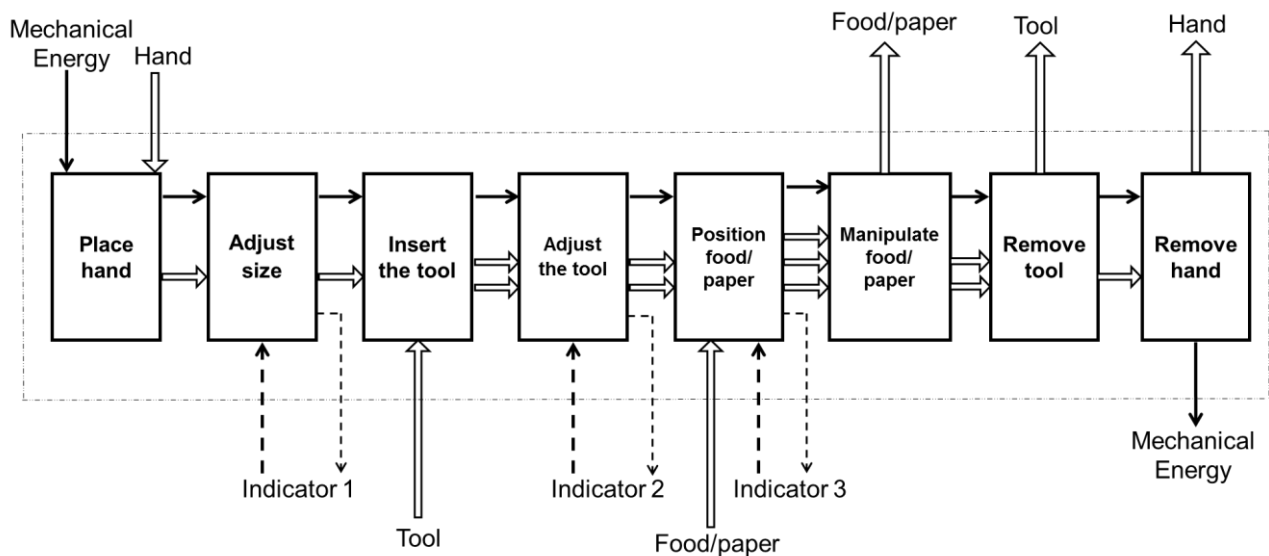 Mechanical
Energy
Hand
Food/paper
Tool
Hand
Place
hand
Adjust
size
Insert
the tool
Adjust
the tool
Position
food/
paper
Manipulate
food/
paper
Remove
tool
Remove
hand
Indicator 1
Indicator 2
Indicator 3
Mechanical
Energy
Tool
Food/paper